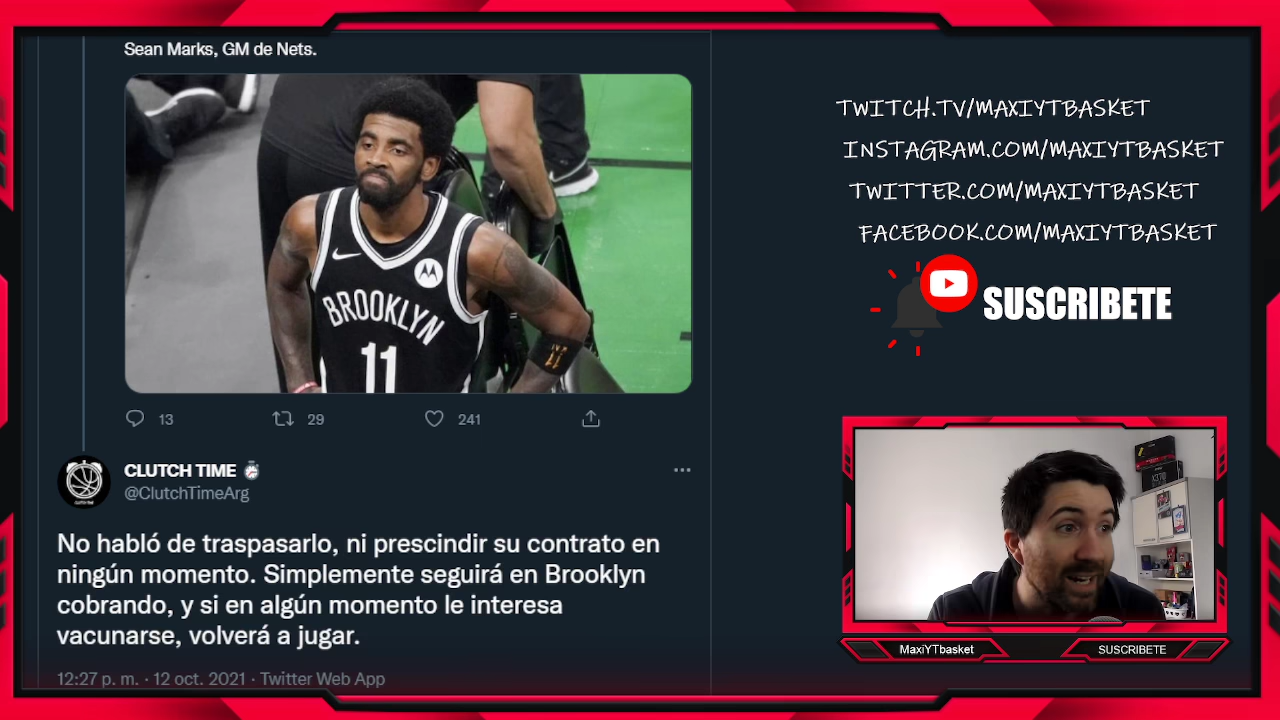 Sean Marks, GM de Nets.
BROOKLYN
11
13
29
241
CLUTCH TIME
@ClutchTimeArg
No habló de traspasarlo, ni prescindir su contrato en
ningún momento. Simplemente seguirá en Brooklyn
cobrando, y si en algún momento le interesa
vacunarse, volverá a jugar.
12:27 p. m. · 12 oct. 2021 · Twitter Web App
TWITCH.TV/MAXIYTBASKET
INSTAGRAM.COM/MAXIYTBASKET
TWITTER.COM/MAXIYTBASKET
FACEBOOK.COM/MAXIYTBASKET
SUSCRIBETE
MaxiYTbasket
SUSCRIBETE